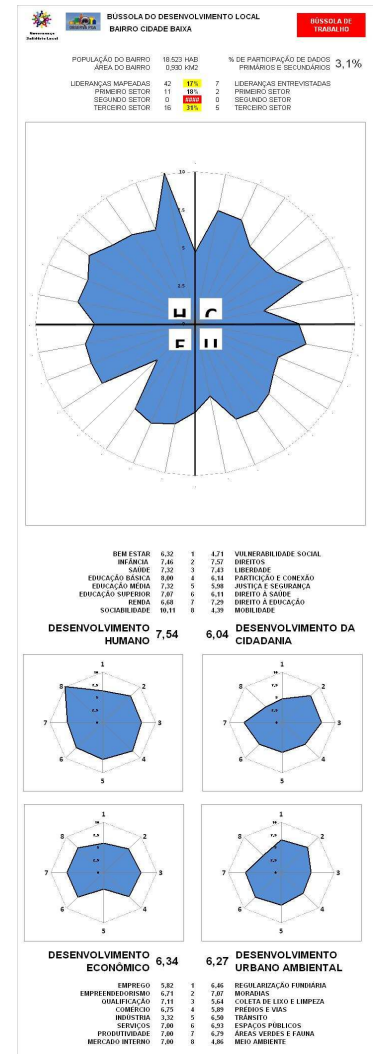 Governança
Solidária Local
BÚSSOLA DO DESENVOLVIMENTO LOCAL
BAIRRO CIDADE BAIXA
BÚSSOLA DE
TRABALHO
POPULAÇÃO DO BAIRRO 18.523 HAB
ÁREA DO BAIRRO 0,930 KM2
% DE PARTICIPAÇÃO DE DADOS
PRIMÁRIOS E SECUNDÁRIOS 3,1%
LIDERANÇAS MAPEADAS 42 17% 7 LIDERANÇAS ENTREVISTADAS
PRIMEIRO SETOR 11 18% 2 PRIMEIRO SETOR
SEGUNDO SETOR 0 #### 0 SEGUNDO SETOR
TERCEIRO SETOR 16 31% 5 TERCEIRO SETOR
10
7,5
5
2,5
H C
E U
BEM ESTAR 6,32 1 4,71 VULNERABILIDADE SOCIAL
INFÂNCIA 7,46 2 7,57 DIREITOS
SAÚDE 7,32 3 7,43 LIBERDADE
EDUCAÇÃO BÁSICA 8,00 4 6,14 PARTICIPÇÃO E CONEXÃO
EDUCAÇÃO MÉDIA 7,32 5 5,98 JUSTIÇA E SEGURANÇA
EDUCAÇÃO SUPERIOR 7,07 6 6,11 DIREITO À SAÚDE
RENDA 6,68 7 7,29 DIREITO À EDUCAÇÃO
SOCIABILIDADE 10,11 8 4,39 MOBILIDADE
DESENVOLVIMENTO
HUMANO 7,54
6,04 DESENVOLVIMENTO DA
CIDADANIA
1
2
3
4
5
6
7
8
1
2
3
4
5
6
7
8
1
2
3
4
5
6
7
8
1
2
3
4
5
6
7
8
DESENVOLVIMENTO
ECONÔMICO 6,34
6,27 DESENVOLVIMENTO
URBANO AMBIENTAL
EMPREGO 5,82 1 6,46 REGULARIZAÇÃO FUNDIÁRIA
EMPREENDEDORISMO 6,71 2 7,07 MORADIAS
QUALIFICAÇÃO 7,11 3 5,64 COLETA DE LIXO E LIMPEZA
COMÉRCIO 6,75 4 5,89 PRÉDIOS E VIAS
INDÚSTRIA 3,32 5 6,50 TRÂNSITO
SERVIÇOS 7,00 6 6,93 ESPAÇOS PÚBLICOS
PRODUTIVIDADE 7,00 7 6,79 ÁREAS VERDES E FAUNA
MERCADO INTERNO 7,00 8 4,86 MEIO AMBIENTE